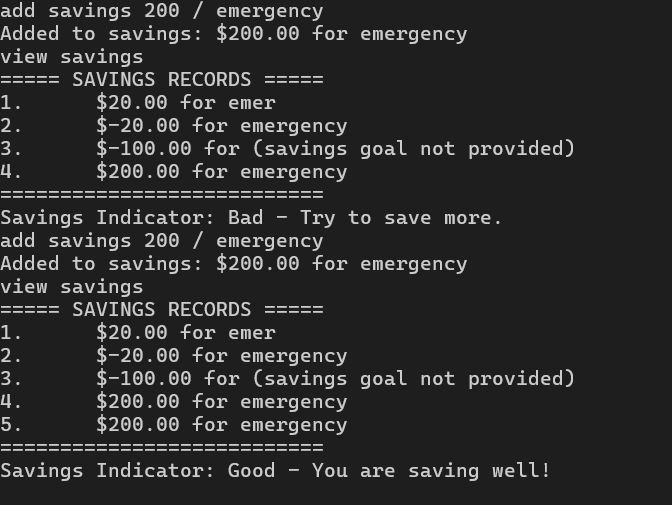 add savings 200 / emergency
Added to savings: $200.00 for emergency
view savings
===== SAVINGS RECORDS =====
1.      $20.00 for emer
2.      $-20.00 for emergency
3.      $-100.00 for (savings goal not provided)
4.      $200.00 for emergency
===========================
Savings Indicator: Bad - Try to save more.
add savings 200 / emergency
Added to savings: $200.00 for emergency
view savings
===== SAVINGS RECORDS =====
1.      $20.00 for emer
2.      $-20.00 for emergency
3.      $-100.00 for (savings goal not provided)
4.      $200.00 for emergency
5.      $200.00 for emergency
===========================
Savings Indicator: Good - You are saving well!